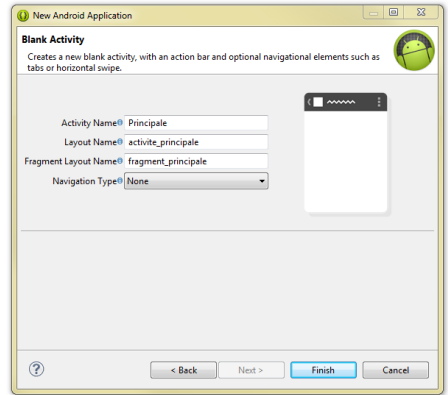 New Android Application
Blank Activity
Creates a new blank activity, with an action bar and optional navigational elements such as
tabs or horizontal swipe.
Activity Name Principale
Layout Name activite_principale
Fragment Layout Name fragment_principale
Navigation Type None
< Back Next > Finish Cancel